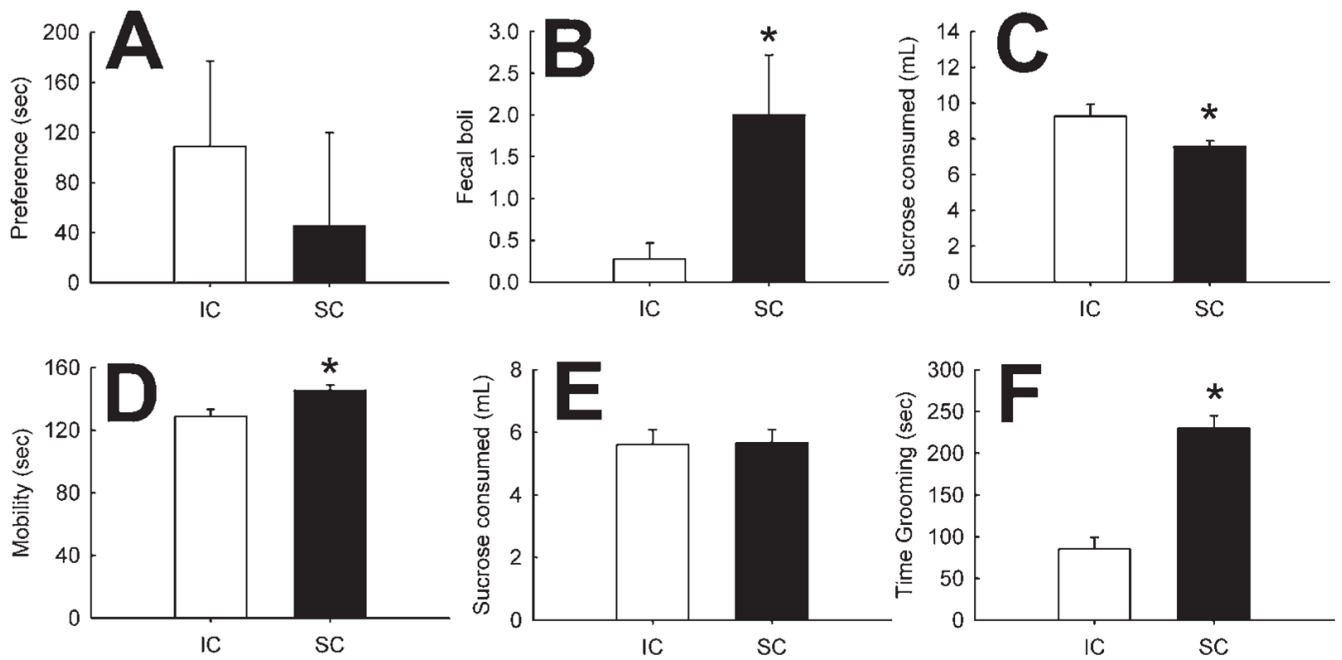 A
Preference (sec)
200
160
120
80
40
0
IC SC
B
Fecal boli
3.0
2.5
2.0
1.5
1.0
0.5
0.0
*
IC SC
C
Sucrose consumed (mL)
14
12
10
8
6
4
2
0
*
IC SC
D
Mobility (sec)
160
120
80
40
0
*
IC SC
E
Sucrose consumed (mL)
8
6
4
2
0
IC SC
F
Time Grooming (sec)
300
250
200
150
100
50
0
*
IC SC